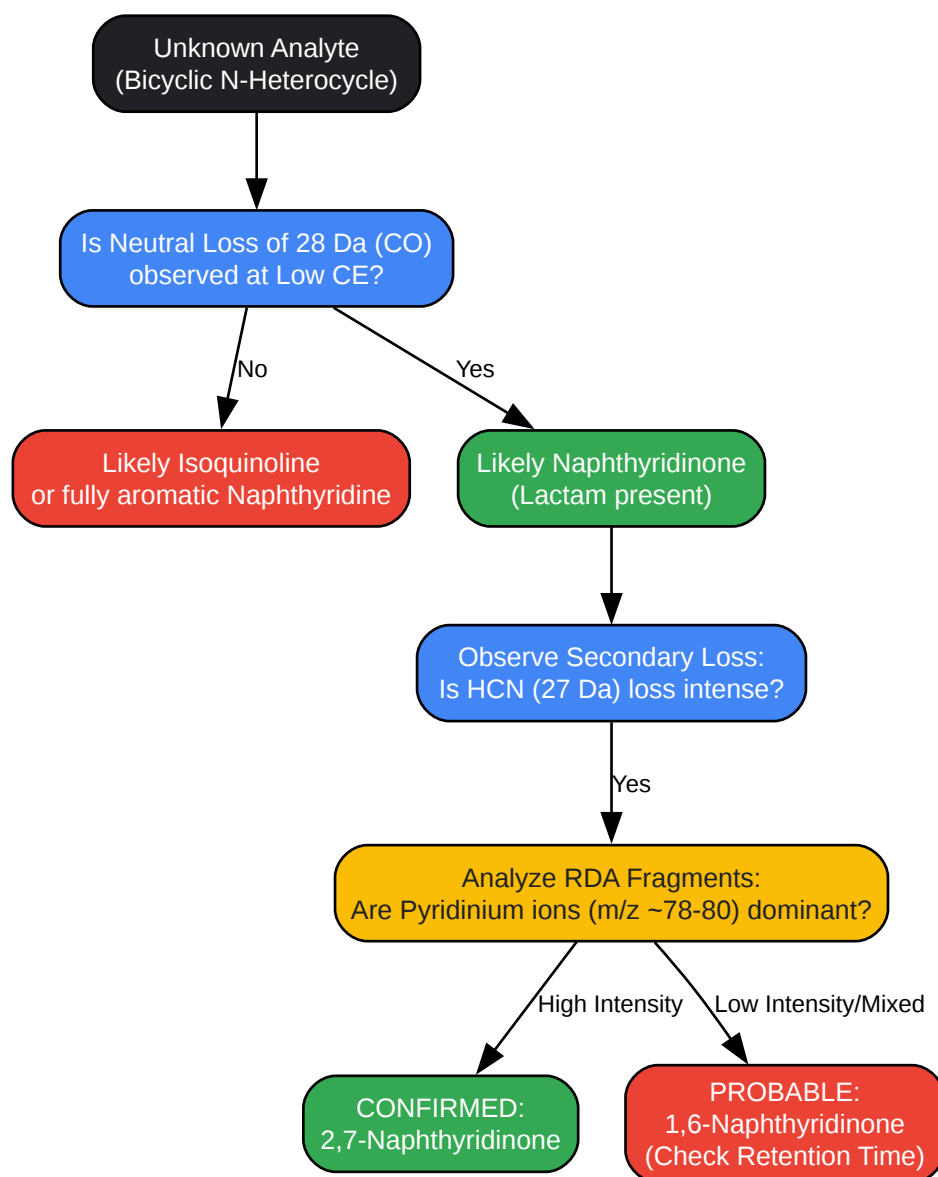 Unknown Analyte
(Bicyclic N-Heterocycle)
Is Neutral Loss of 28 Da (CO)
observed at Low CE?
No
Yes
Likely Isoquinoline
or fully aromatic Naphthyridine
Likely Naphthyridinone
(Lactam present)
Observe Secondary Loss:
Is HCN (27 Da) loss intense?
Yes
Analyze RDA Fragments:
Are Pyridinium ions (m/z ~78-80) dominant?
High Intensity
Low Intensity/Mixed
CONFIRMED:
2,7-Naphthyridinone
PROBABLE:
1,6-Naphthyridinone
(Check Retention Time)